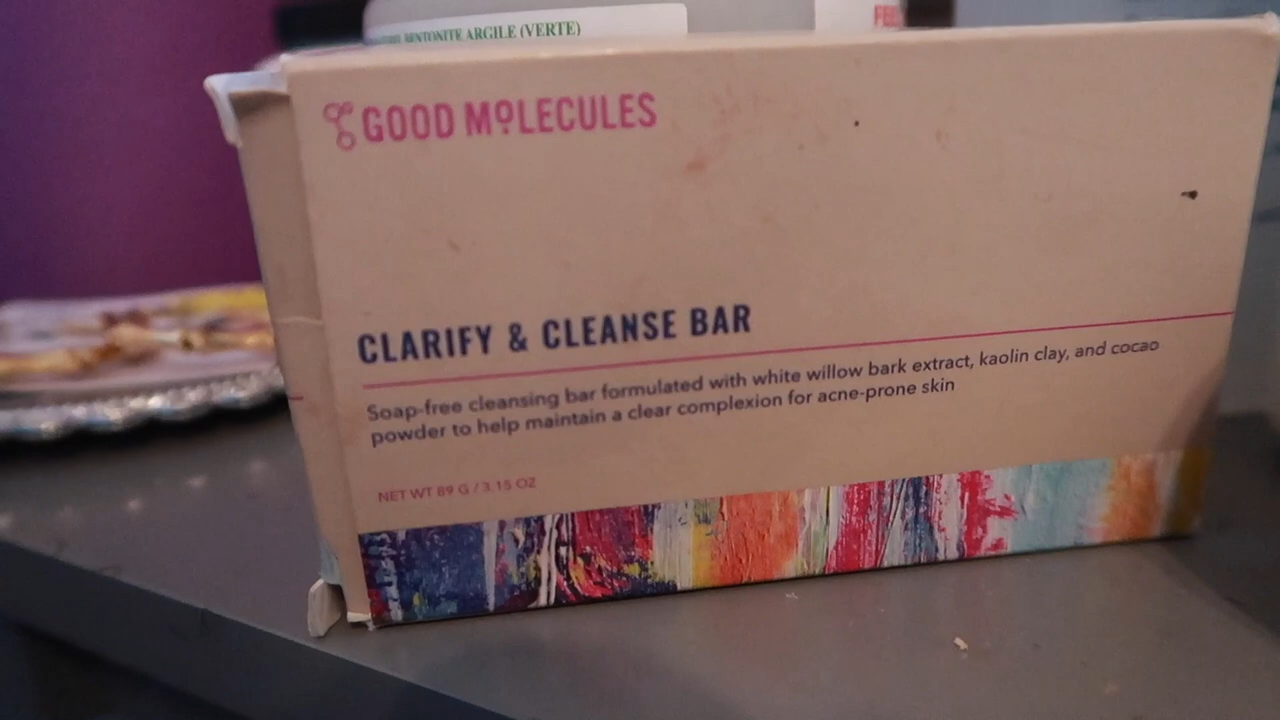 BENTONITE ARGILE (VERTE)
GOOD MOLECULES
CLARIFY & CLEANSE BAR
Soap-free cleansing bar formulated with white willow bark extract, kaolin clay, and cocao
powder to help maintain a clear complexion for acne-prone skin
NET WT 89 G / 3.15 OZ